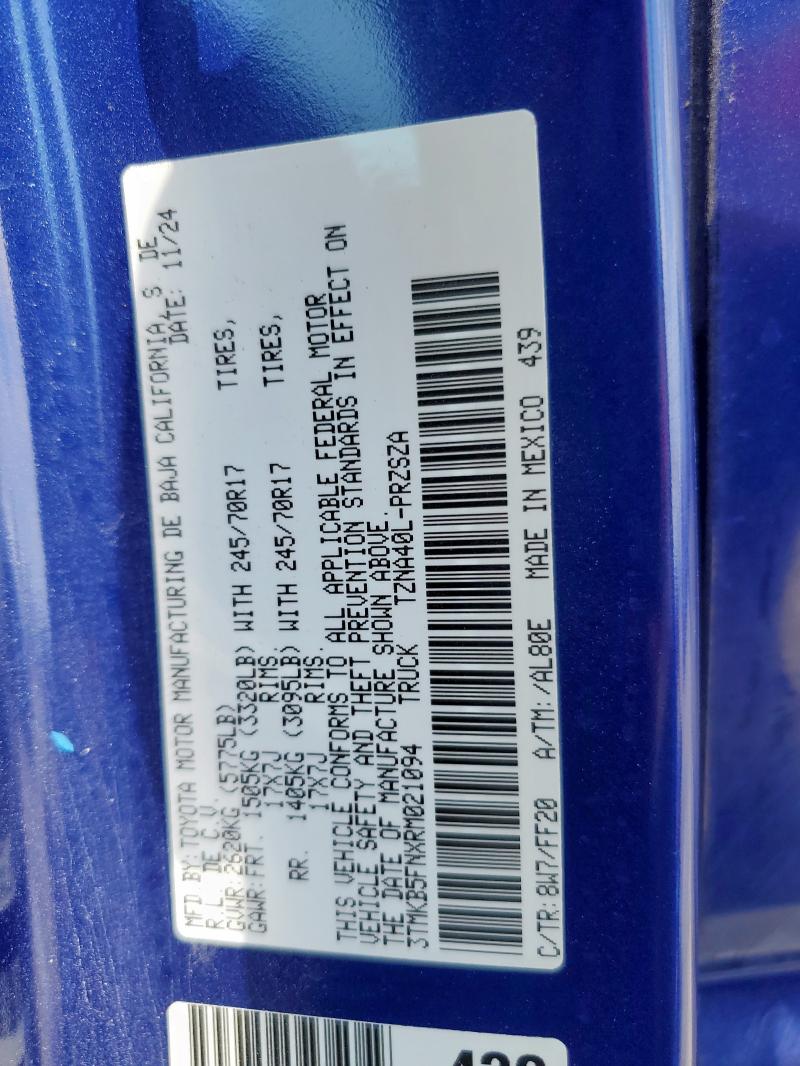 MFD BY: TOYOTA MOTOR MANUFACTURING DE BAJA CALIFORNIA, S DE
R.L. DE C.V. DATE: 11/24
GVWR: 2620KG (5775LB)
GAWR: FRT. 1505KG (3320LB) WITH 245/70R17 TIRES,
17X7J RIMS.
RR. 1405KG (3095LB) WITH 245/70R17 TIRES,
17X7J RIMS.
THIS VEHICLE CONFORMS TO ALL APPLICABLE FEDERAL MOTOR
VEHICLE SAFETY AND THEFT PREVENTION STANDARDS IN EFFECT ON
THE DATE OF MANUFACTURE SHOWN ABOVE.
3TMKB5FNXRM021094 TRUCK TZNA40L-PRZSZA
C/TR: 8W7/FF20 A/TM: /AL80E MADE IN MEXICO 439